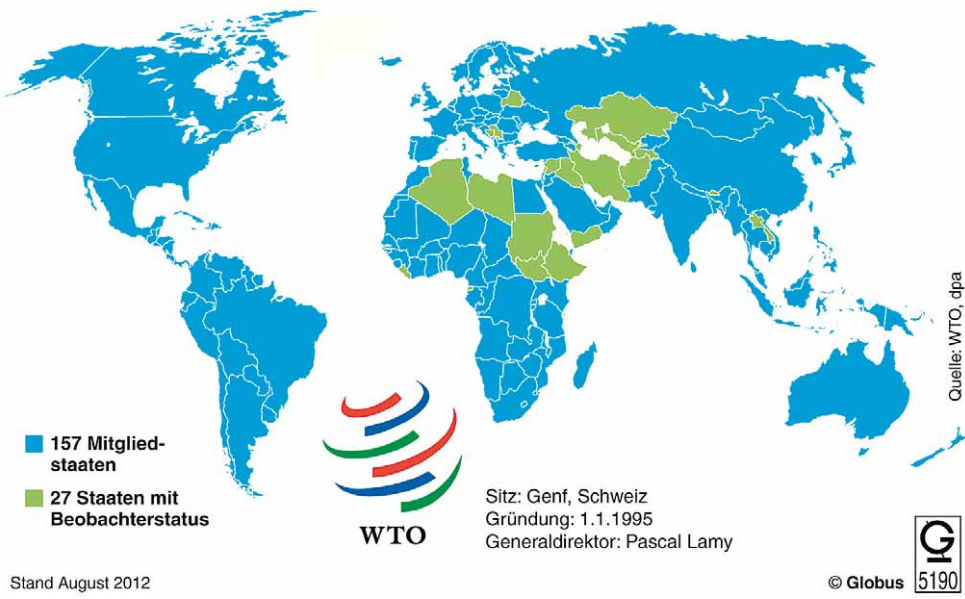 157 Mitglied-
staaten
27 Staaten mit
Beobachterstatus
WTO
Sitz: Genf, Schweiz
Gründung: 1.1.1995
Generaldirektor: Pascal Lamy
Quelle: WTO, dpa
Stand August 2012
© Globus
G
5190